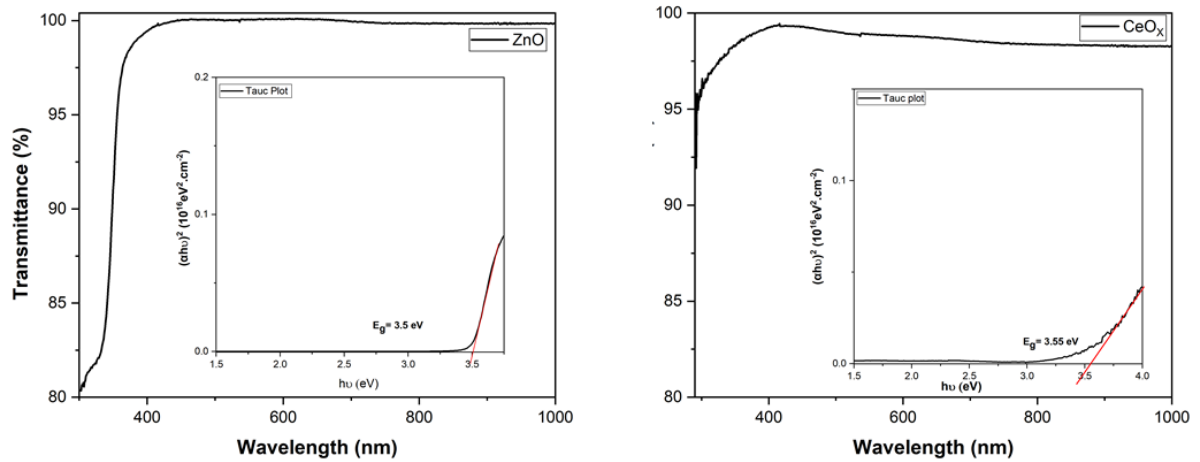 100
95
90
85
80
Transmittance (%)
400
600
800
1000
Wavelength (nm)
ZnO
0.2
0.1
0.0
(αhυ)² (10¹⁶eV².cm⁻²)
Tauc Plot
E₉= 3.5 eV
1.5
2.0
2.5
3.0
3.5
hυ (eV)
100
95
90
85
80
400
600
800
1000
Wavelength (nm)
CeOₓ
0.1
0.0
(αhυ)² (10¹⁶eV².cm⁻²)
Tauc plot
E₉= 3.55 eV
1.5
2.0
2.5
3.0
3.5
4.0
hυ (eV)